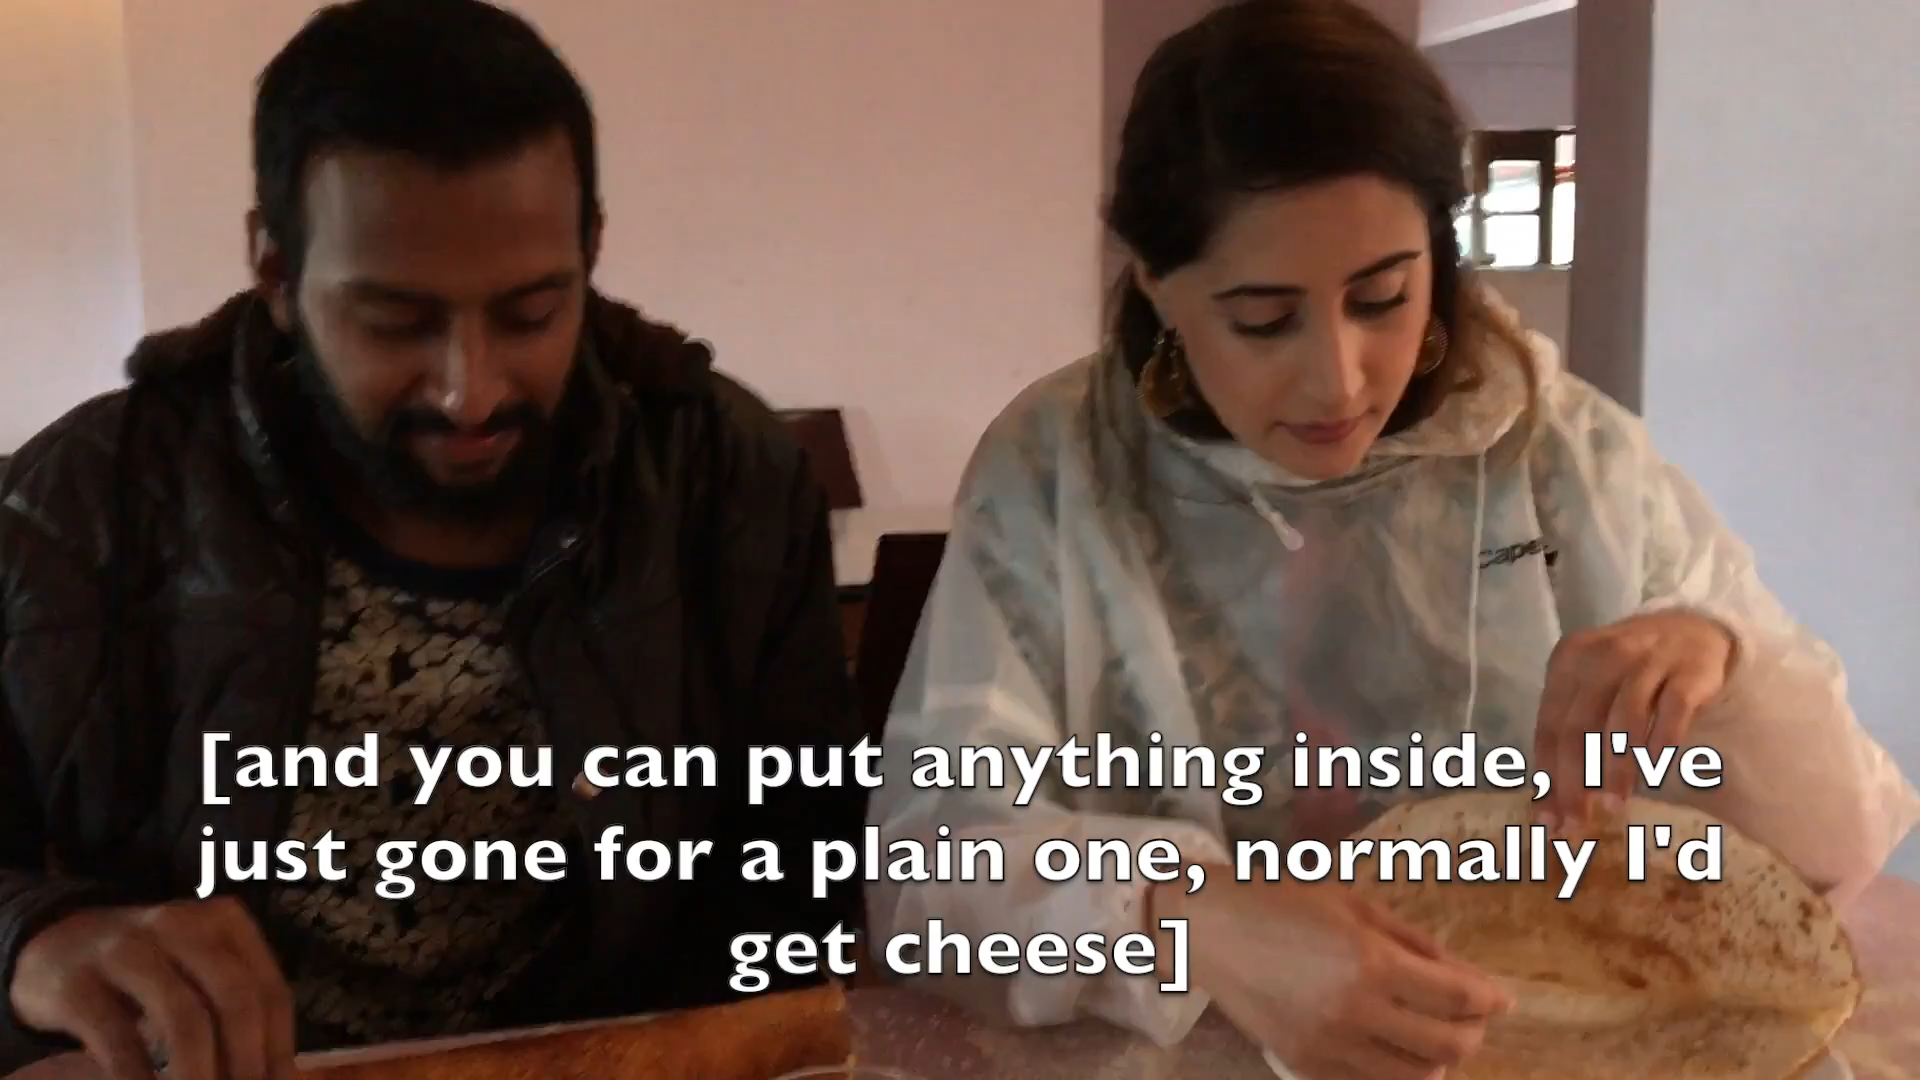 [and you can put anything inside, I've
just gone for a plain one, normally I'd
get cheese]